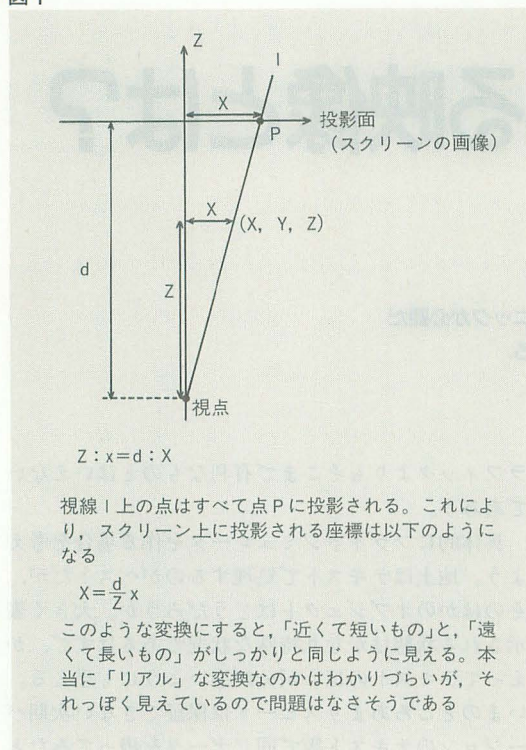 Z
l
X
投影面
P
(スクリーンの画像)
X
(X, Y, Z)
d
Z
視点
Z:x=d:X
視線l上の点はすべて点Pに投影される。これによ
り,スクリーン上に投影される座標は以下のように
なる
X=d/Z x
このような変換にすると,「近くて短いもの」と,「遠
くて長いもの」がしっかりと同じように見える。本
当に「リアル」な変換なのかはわかりづらいが,そ
れっぽく見えているので問題はなさそうである